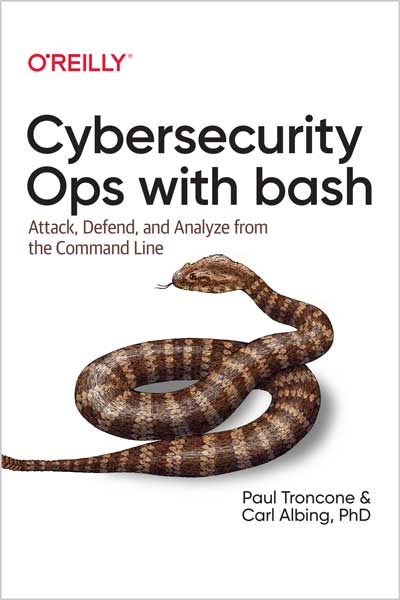 O'REILLY®
Cybersecurity
Ops with bash
Attack, Defend, and Analyze from
the Command Line
Paul Troncone &
Carl Albing, PhD